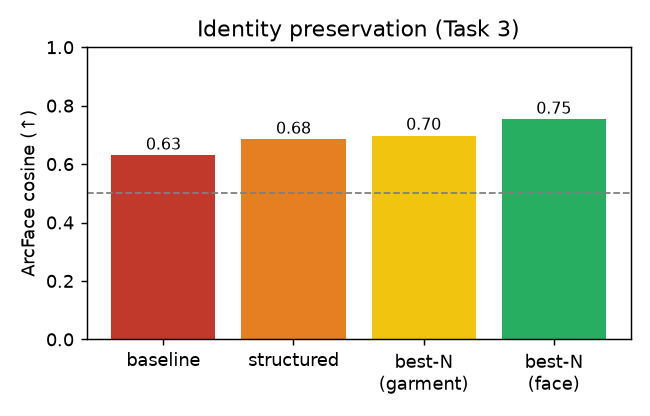 Identity preservation (Task 3)
ArcFace cosine (↑)
1.0
0.8
0.6
0.4
0.2
0.0
0.63
0.68
0.70
0.75
baseline
structured
best-N
(garment)
best-N
(face)